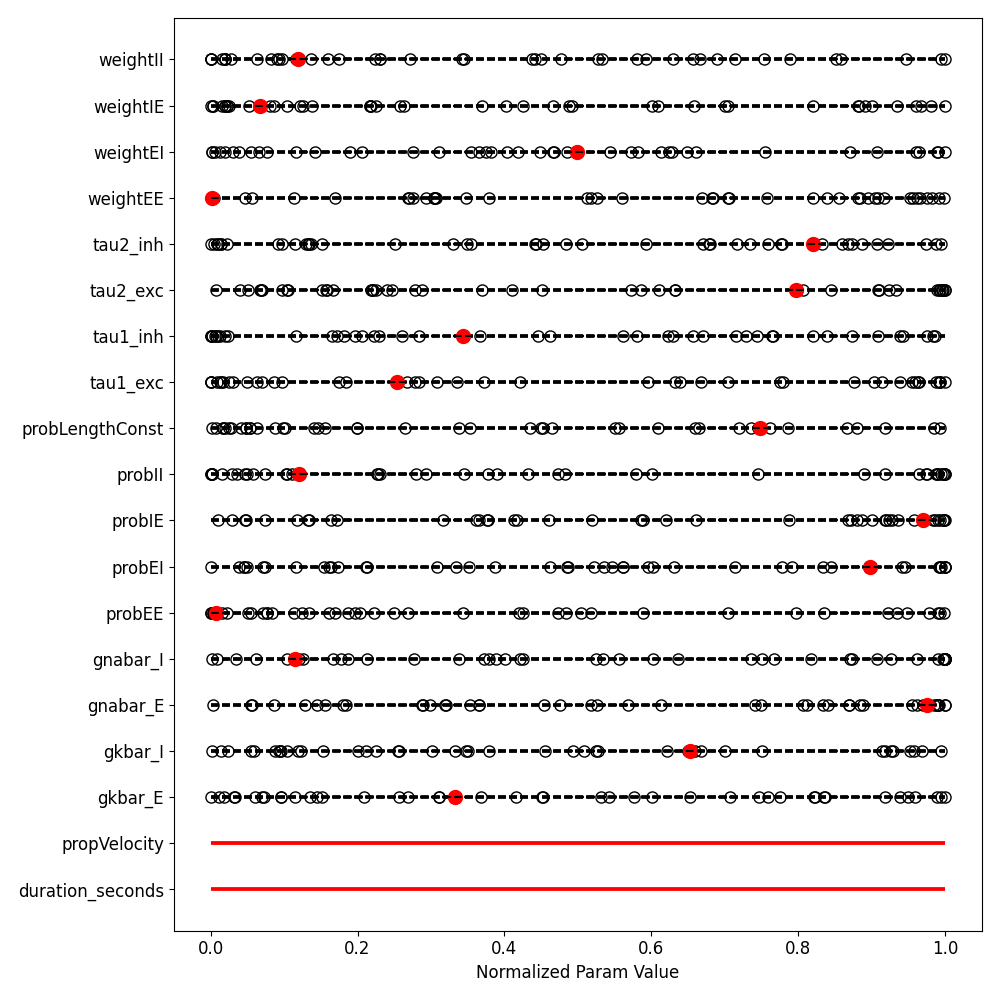 weightII
weightIE
weightEI
weightEE
tau2_inh
tau2_exc
tau1_inh
tau1_exc
probLengthConst
probII
probIE
probEI
probEE
gnabar_I
gnabar_E
gkbar_I
gkbar_E
propVelocity
duration_seconds
0.0 0.2 0.4 0.6 0.8 1.0
Normalized Param Value